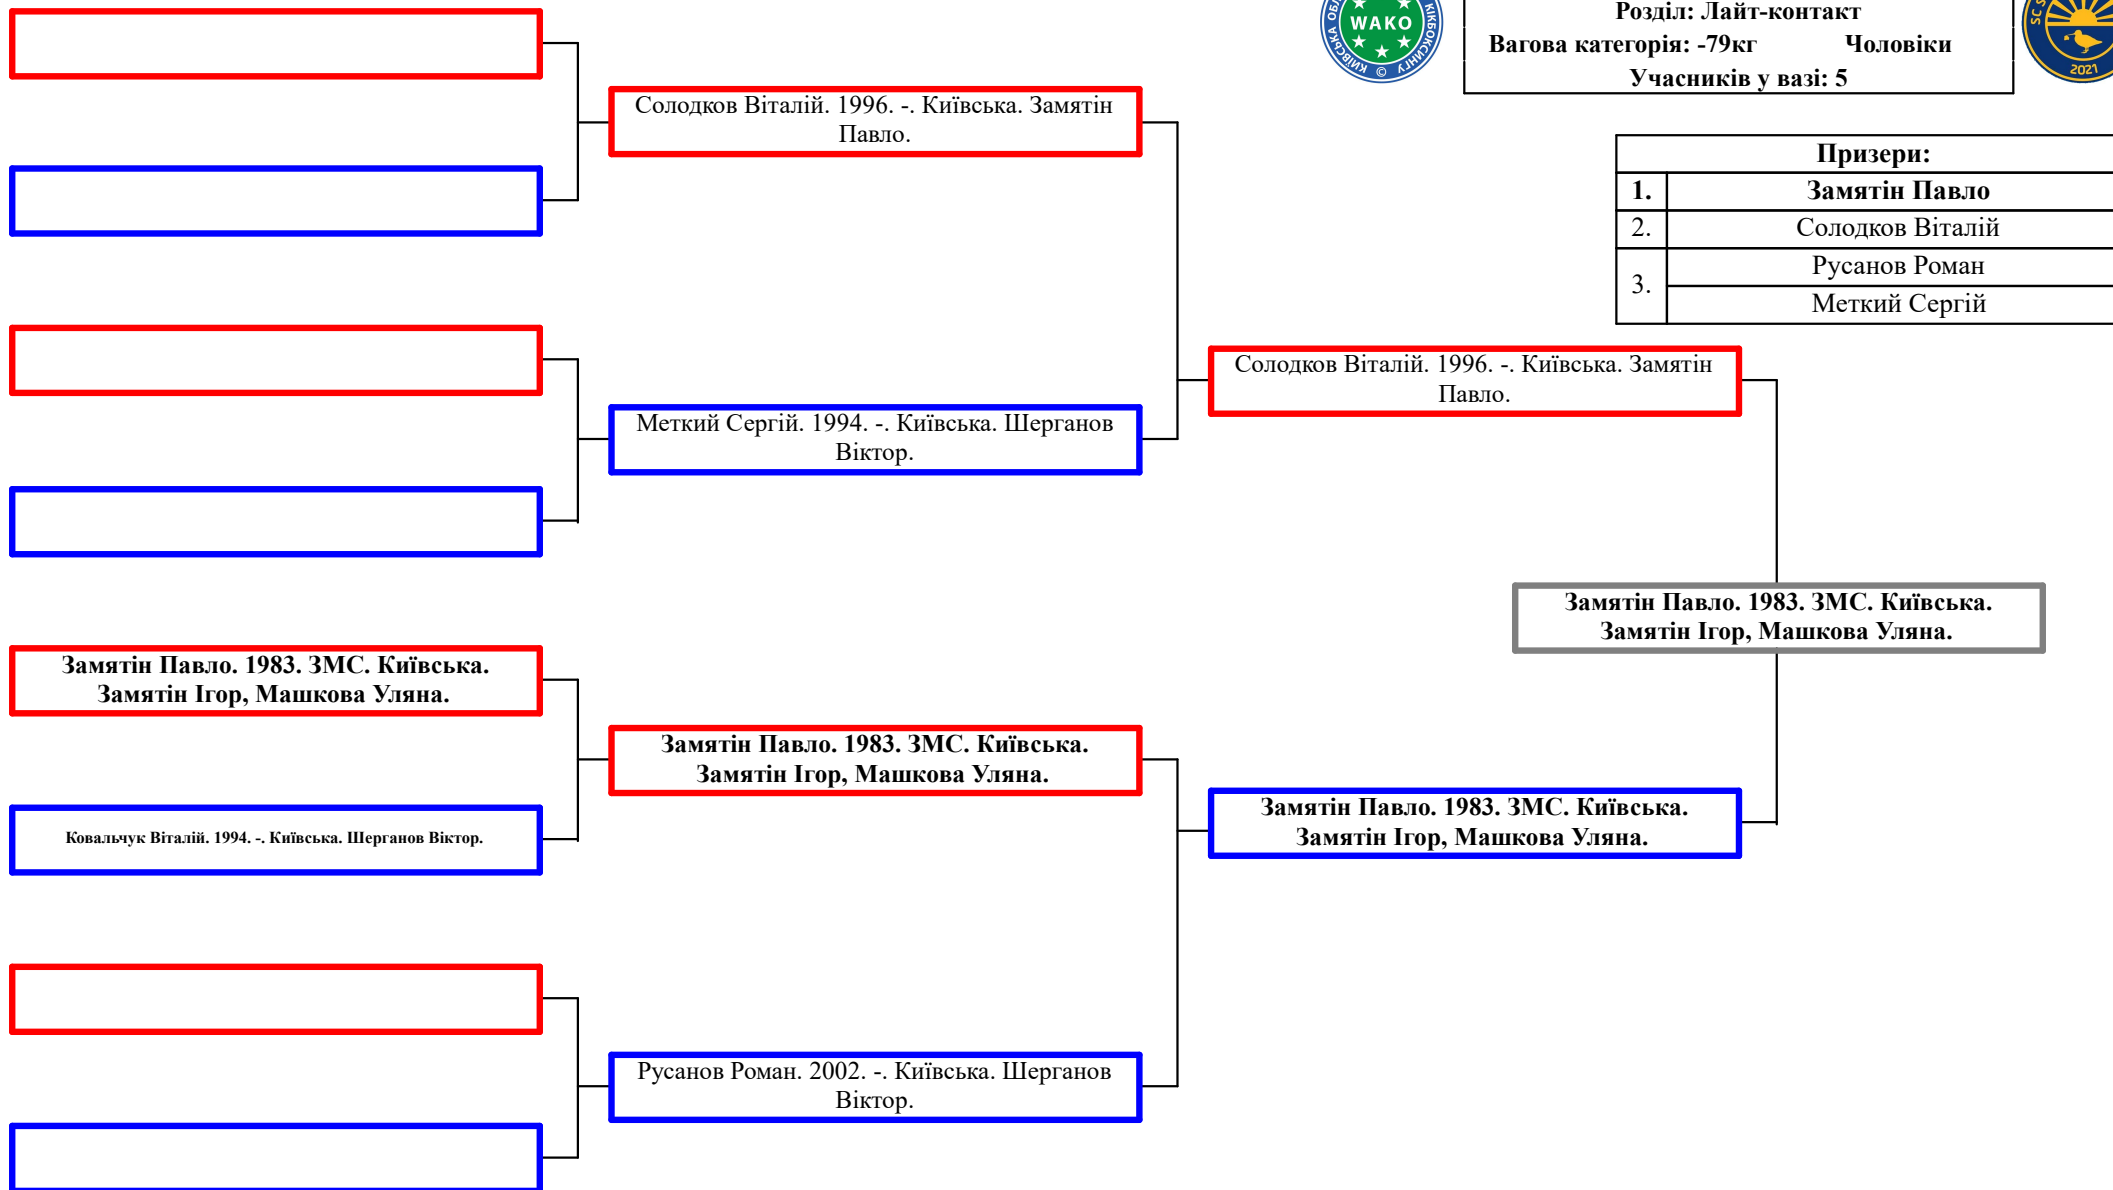 WAKO
КИЇВСЬКА ОБЛ
КІКБОКСИНГУ
©
Розділ: Лайт-контакт
Вагова категорія: -79кг Чоловіки
Учасників у вазі: 5
SC S
2021
Призери:
1. Замятін Павло
2. Солодков Віталій
3. Русанов Роман
Меткий Сергій
Солодков Віталій. 1996. -. Київська. Замятін
Павло.
Меткий Сергій. 1994. -. Київська. Шерганов
Віктор.
Солодков Віталій. 1996. -. Київська. Замятін
Павло.
Замятін Павло. 1983. ЗМС. Київська.
Замятін Ігор, Машкова Уляна.
Замятін Павло. 1983. ЗМС. Київська.
Замятін Ігор, Машкова Уляна.
Замятін Павло. 1983. ЗМС. Київська.
Замятін Ігор, Машкова Уляна.
Замятін Павло. 1983. ЗМС. Київська.
Замятін Ігор, Машкова Уляна.
Ковальчук Віталій. 1994. -. Київська. Шерганов Віктор.
Русанов Роман. 2002. -. Київська. Шерганов
Віктор.